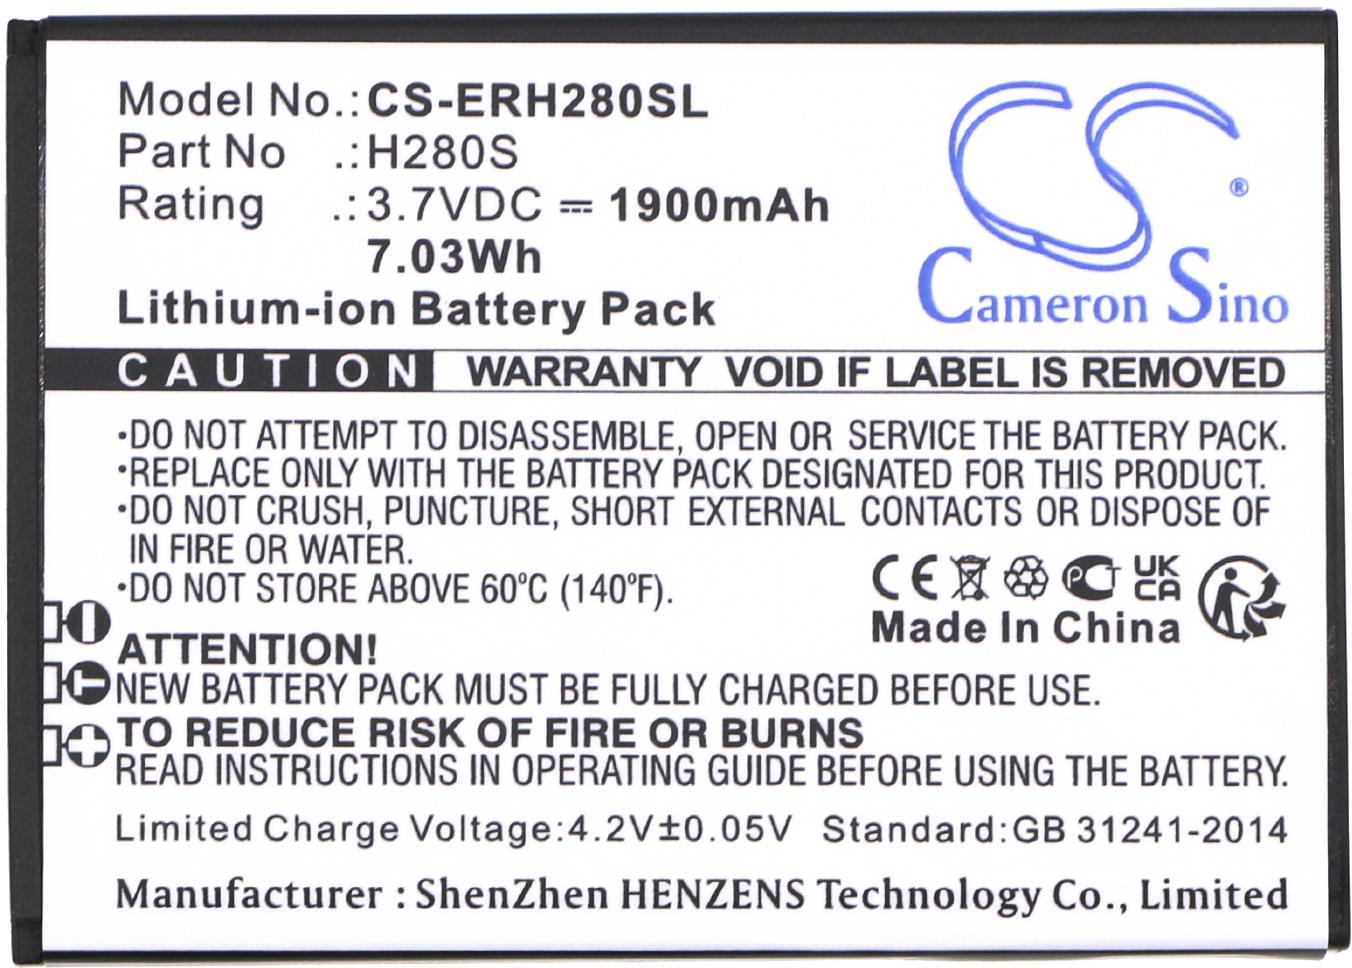 Model No.:CS-ERH280SL
Part No .:H280S
Rating .:3.7VDC ⎓ 1900mAh
7.03Wh
Lithium-ion Battery Pack
CS ®
Cameron Sino
CAUTION WARRANTY VOID IF LABEL IS REMOVED
•DO NOT ATTEMPT TO DISASSEMBLE, OPEN OR SERVICE THE BATTERY PACK.
•REPLACE ONLY WITH THE BATTERY PACK DESIGNATED FOR THIS PRODUCT.
•DO NOT CRUSH, PUNCTURE, SHORT EXTERNAL CONTACTS OR DISPOSE OF
IN FIRE OR WATER.
•DO NOT STORE ABOVE 60°C (140°F).
CE PCT UK
CA
Made In China
ATTENTION!
T NEW BATTERY PACK MUST BE FULLY CHARGED BEFORE USE.
+ TO REDUCE RISK OF FIRE OR BURNS
READ INSTRUCTIONS IN OPERATING GUIDE BEFORE USING THE BATTERY.
Limited Charge Voltage:4.2V±0.05V Standard:GB 31241-2014
Manufacturer : ShenZhen HENZENS Technology Co., Limited